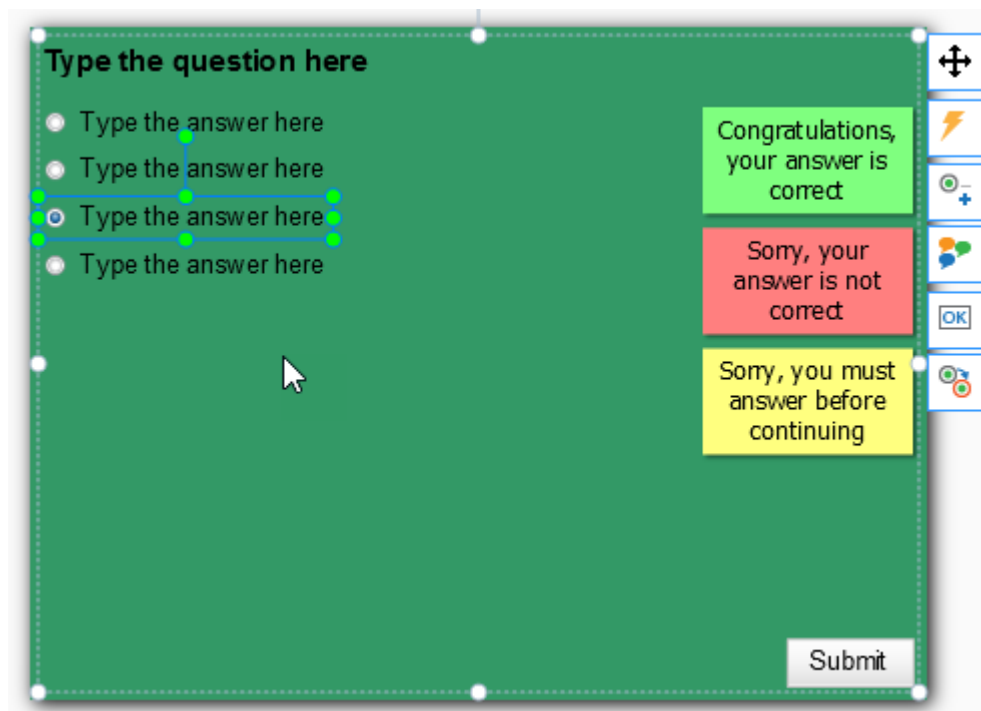 Type the question here
Type the answer here
Type the answer here
Type the answer here
Type the answer here
Congratulations,
your answer is
correct
Sorry, your
answer is not
correct
Sorry, you must
answer before
continuing
OK
Submit